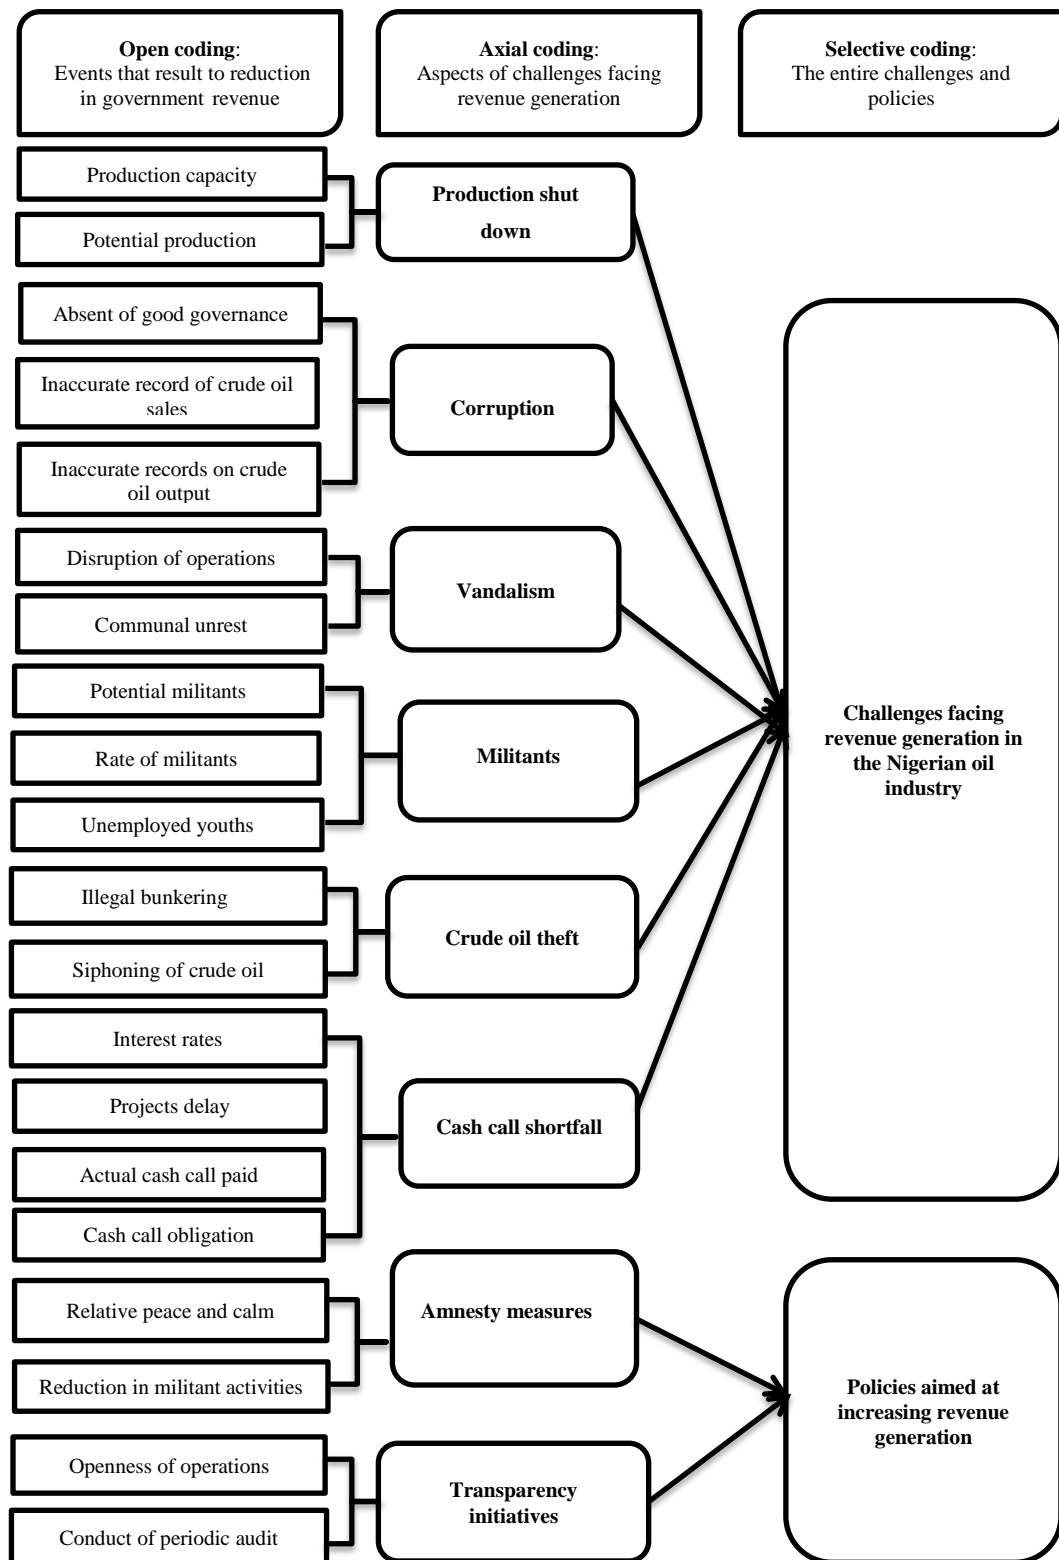 Open coding:
Events that result to reduction
in government revenue
Axial coding:
Aspects of challenges facing
revenue generation
Selective coding:
The entire challenges and
policies
Production capacity
Potential production
Production shut
down
Absent of good governance
Inaccurate record of crude oil
sales
Inaccurate records on crude
oil output
Corruption
Disruption of operations
Communal unrest
Vandalism
Potential militants
Rate of militants
Unemployed youths
Militants
Illegal bunkering
Siphoning of crude oil
Crude oil theft
Interest rates
Projects delay
Actual cash call paid
Cash call obligation
Cash call shortfall
Challenges facing
revenue generation in
the Nigerian oil
industry
Relative peace and calm
Reduction in militant activities
Amnesty measures
Openness of operations
Conduct of periodic audit
Transparency
initiatives
Policies aimed at
increasing revenue
generation